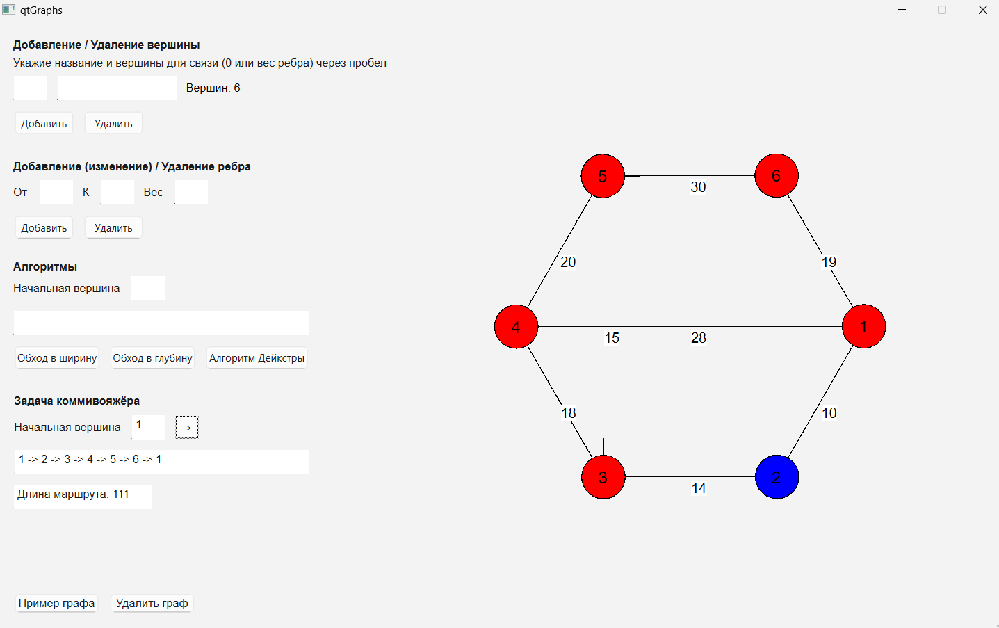 qtGraphs
Добавление / Удаление вершины
Укажие название и вершины для связи (0 или вес ребра) через пробел
Вершин: 6
Добавить Удалить
Добавление (изменение) / Удаление ребра
От К Вес
Добавить Удалить
Алгоритмы
Начальная вершина
Обход в ширину Обход в глубину Алгоритм Дейкстры
Задача коммивояжёра
Начальная вершина 1 ->
1 -> 2 -> 3 -> 4 -> 5 -> 6 -> 1
Длина маршрута: 111
Пример графа Удалить граф
5 6
30
20 19
4 1
15 28
18 10
3 2
14